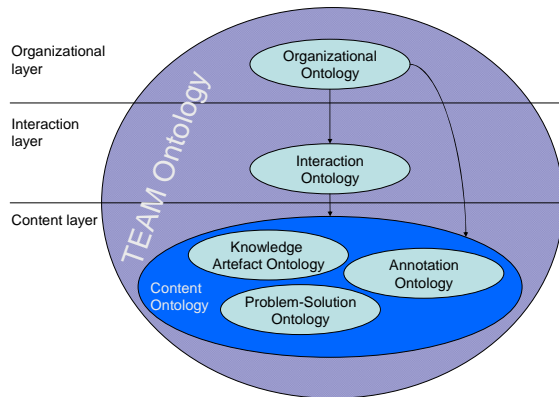 Organizational
layer
Organizational
Ontology
Interaction
layer
Interaction
Ontology
TEAM Ontology
Content layer
Knowledge
Artefact Ontology
Annotation
Ontology
Content
Ontology
Problem-Solution
Ontology